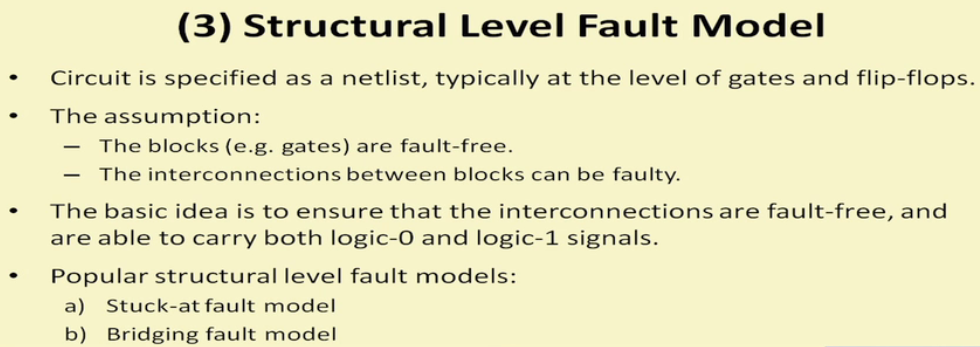 (3) Structural Level Fault Model
• Circuit is specified as a netlist, typically at the level of gates and flip-flops.
• The assumption:
– The blocks (e.g. gates) are fault-free.
– The interconnections between blocks can be faulty.
• The basic idea is to ensure that the interconnections are fault-free, and
are able to carry both logic-0 and logic-1 signals.
• Popular structural level fault models:
a) Stuck-at fault model
b) Bridging fault model